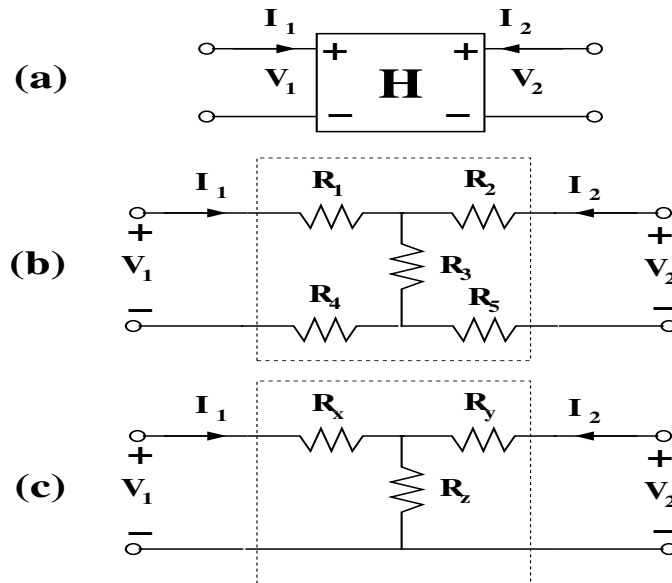 I 1 I 2
(a) V1 + H + V2
− −
I 1 R1 R2 I 2
+ +
(b) V1 R3 V2
− R4 R5 −
I 1 Rx Ry I 2
+ +
(c) V1 Rz V2
− −